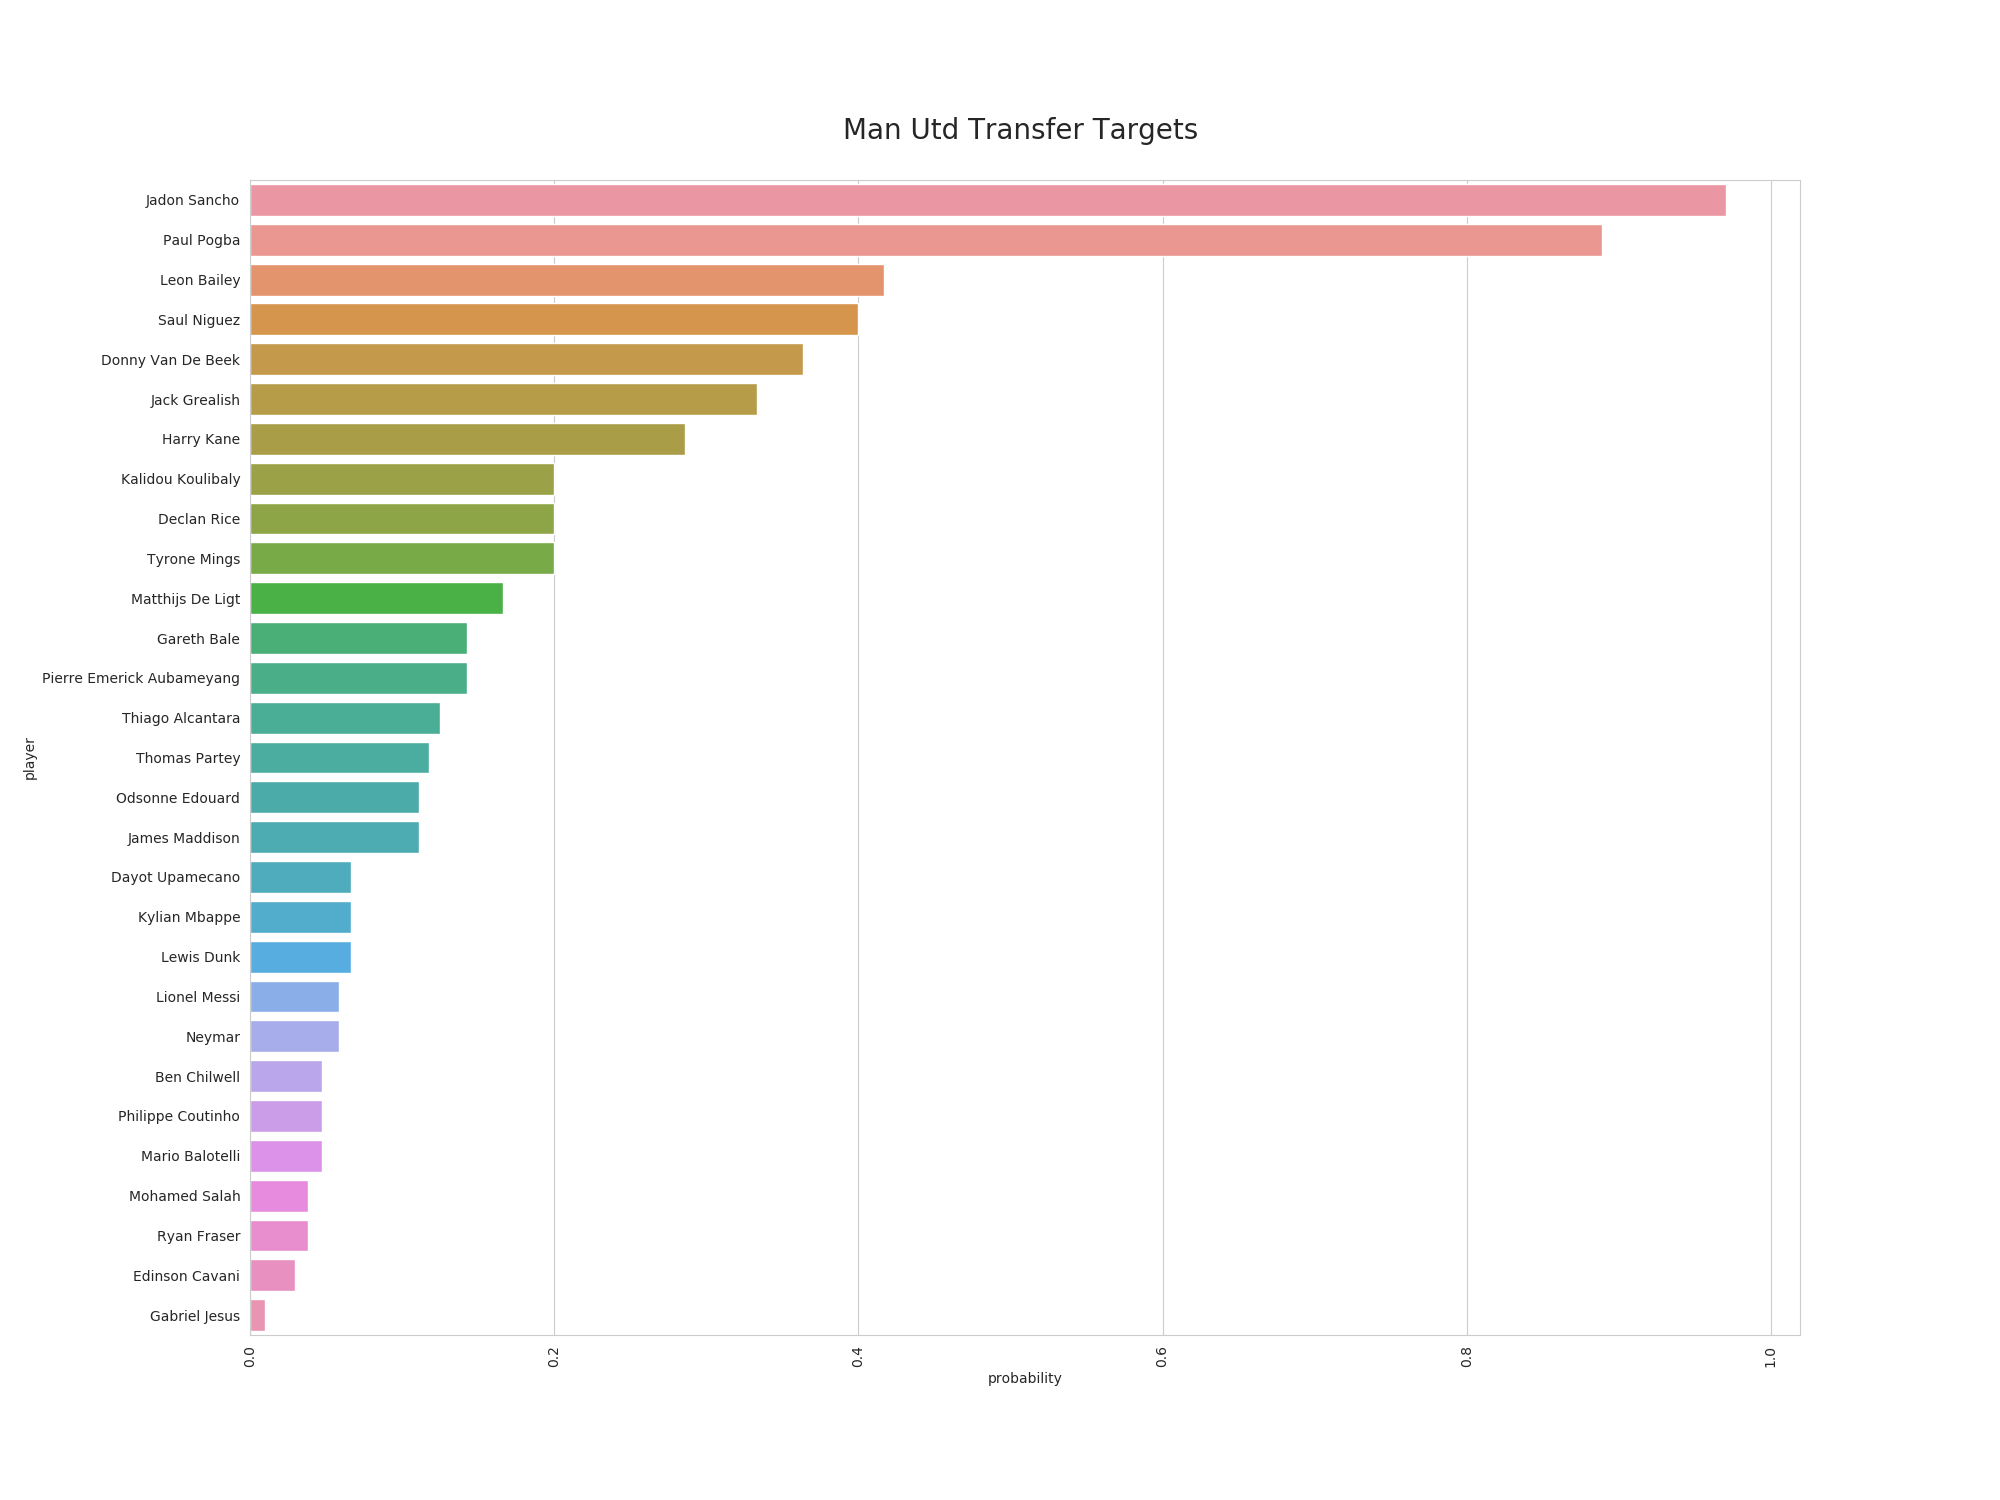 Man Utd Transfer Targets
Jadon Sancho
Paul Pogba
Leon Bailey
Saul Niguez
Donny Van De Beek
Jack Grealish
Harry Kane
Kalidou Koulibaly
Declan Rice
Tyrone Mings
Matthijs De Ligt
Gareth Bale
Pierre Emerick Aubameyang
Thiago Alcantara
Thomas Partey
Odsonne Edouard
James Maddison
Dayot Upamecano
Kylian Mbappe
Lewis Dunk
Lionel Messi
Neymar
Ben Chilwell
Philippe Coutinho
Mario Balotelli
Mohamed Salah
Ryan Fraser
Edinson Cavani
Gabriel Jesus
player
0.0 0.2 0.4 0.6 0.8 1.0
probability